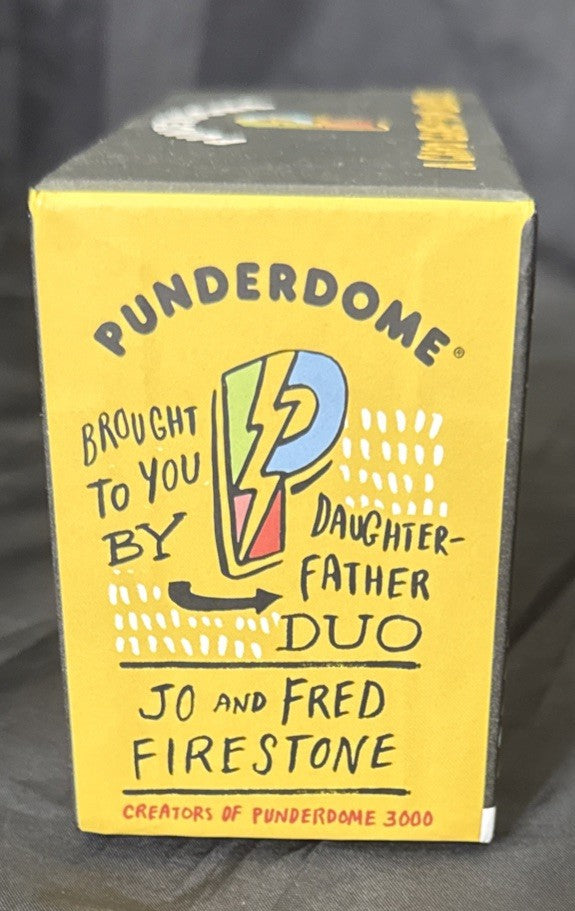 PUNDERDOME®
BROUGHT
TO YOU
BY
P
DAUGHTER-
FATHER
DUO
JO AND FRED
FIRESTONE
CREATORS OF PUNDERDOME 3000